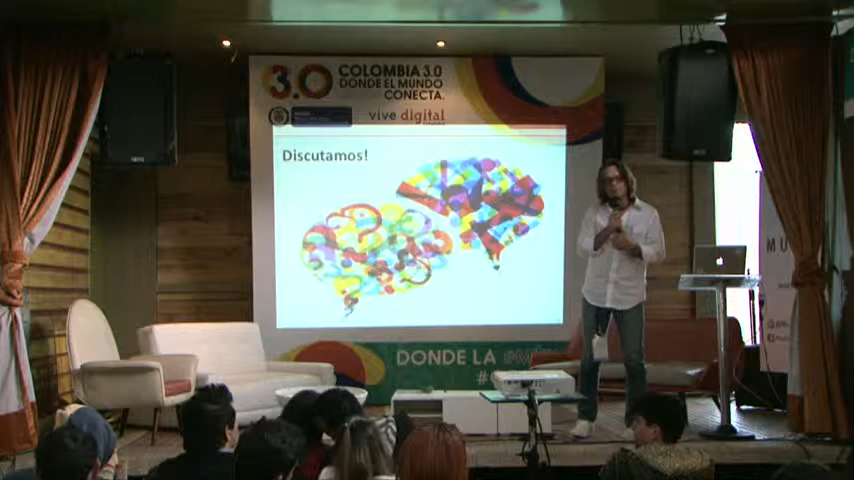 3.0
COLOMBIA 3.0
DONDE EL MUNDO
CONECTA.
vive digital
Discutamos!
DONDE LA